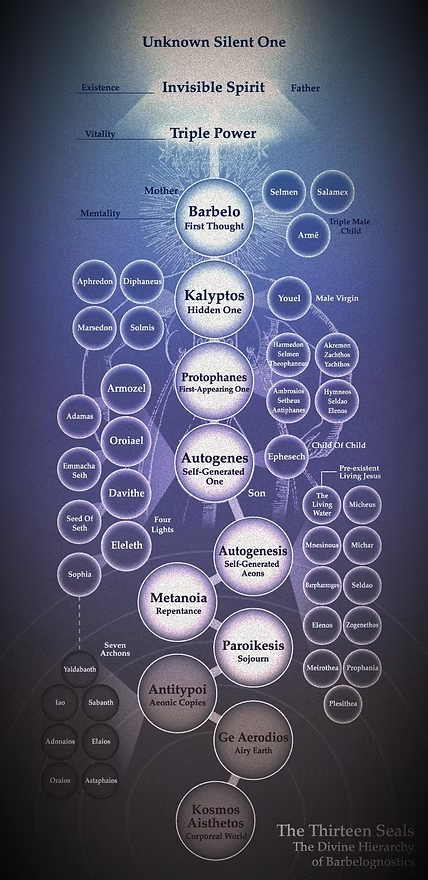 Unknown Silent One
Existence
Invisible Spirit
Father
Vitality
Triple Power
Mother
Mentality
Barbelo
First Thought
Selmen
Salamex
Armê
Triple Male
Child
Aphredon
Diphaneus
Marsedon
Solmis
Kalyptos
Hidden One
Youel
Male Virgin
Harmedon
Selmen
Theophaneus
Akremon
Zachthos
Yachthos
Ambrosios
Setheus
Antiphanes
Hymneos
Seldao
Elenos
Protophanes
First-Appearing One
Armozel
Adamas
Oroiael
Emmacha
Seth
Davithe
Seed Of
Seth
Eleleth
Sophia
Four
Lights
Autogenes
Self-Generated
One
Ephesech
Child Of Child
Son
Pre-existent
Living Jesus
The
Living
Water
Micheus
Mnesinous
Michar
Barpharanges
Seldao
Elenos
Zogenethos
Meirothea
Prophania
Plesithea
Autogenesis
Self-Generated
Aeons
Metanoia
Repentance
Paroikesis
Sojourn
Seven
Archons
Yaldabaoth
Iao
Sabaoth
Adonaios
Elaios
Oraios
Astaphaios
Antitypoi
Aeonic Copies
Ge Aerodios
Airy Earth
Kosmos
Aisthetos
Corporeal World
The Thirteen Seals
The Divine Hierarchy
of Barbelognostics